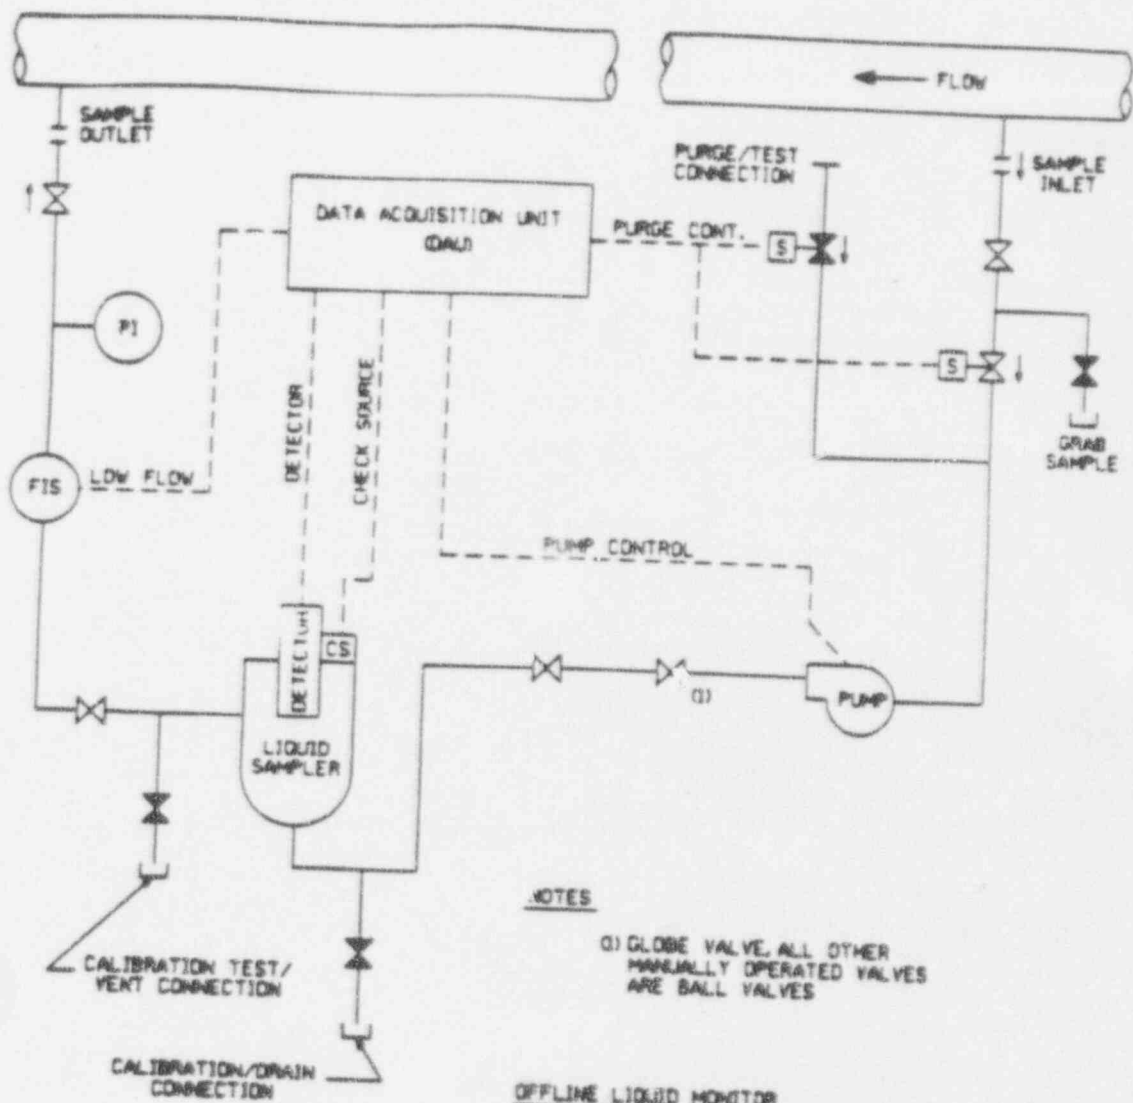 FLOW
SAMPLE
OUTLET
PURGE/TEST
CONNECTION
SAMPLE
INLET
DATA ACQUISITION UNIT
(DAU)
PURGE CONT.
S
PI
S
DETECTOR
CHECK SOURCE
GRAB
SAMPLE
FIS
LOW FLOW
PUMP CONTROL
DETECTOR
CS
PUMP
(1)
LIQUID
SAMPLER
NOTES
(1) GLOBE VALVE, ALL OTHER
MANUALLY OPERATED VALVES
ARE BALL VALVES
CALIBRATION TEST/
VENT CONNECTION
CALIBRATION/DRAIN
CONNECTION
OFFLINE LIQUID MONITOR